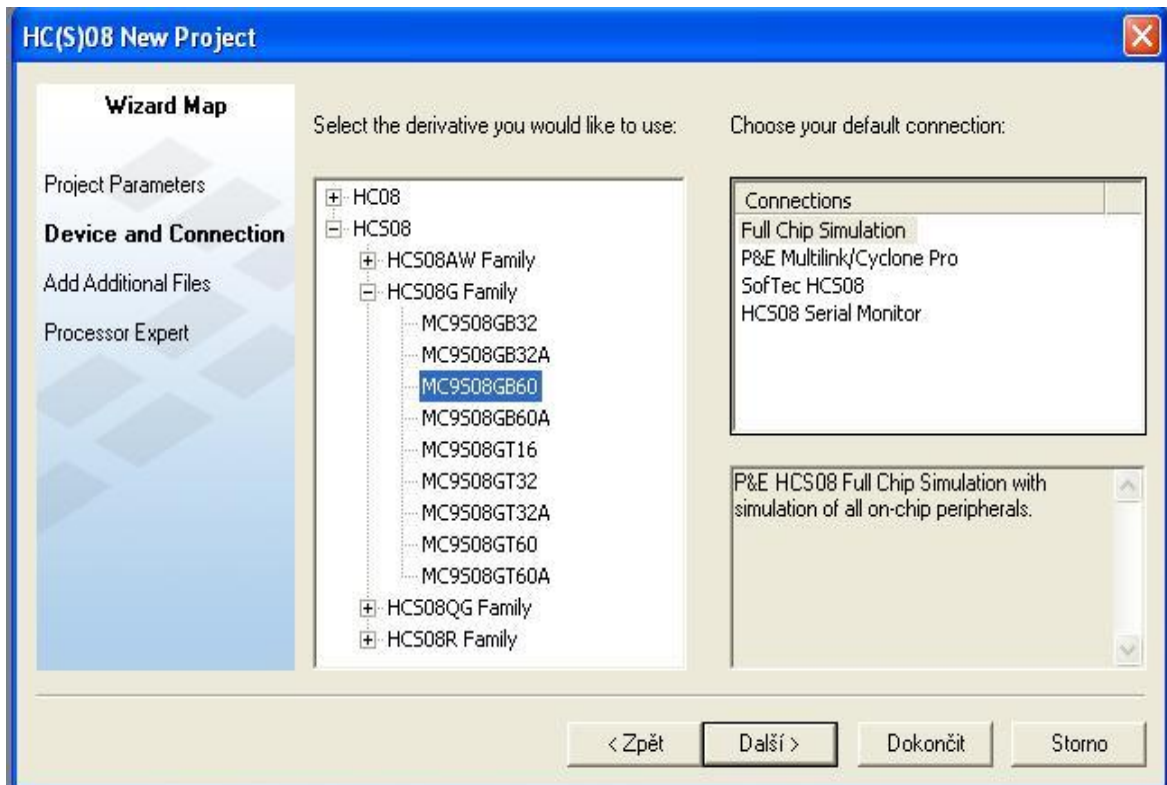 HC(S)08 New Project
Wizard Map
Project Parameters
Device and Connection
Add Additional Files
Processor Expert
Select the derivative you would like to use:
HC08
HCS08
HCS08AW Family
HCS08G Family
MC9S08GB32
MC9S08GB32A
MC9S08GB60
MC9S08GB60A
MC9S08GT16
MC9S08GT32
MC9S08GT32A
MC9S08GT60
MC9S08GT60A
HCS08QG Family
HCS08R Family
Choose your default connection:
Connections
Full Chip Simulation
P&E Multilink/Cyclone Pro
SofTec HCS08
HCS08 Serial Monitor
P&E HCS08 Full Chip Simulation with
simulation of all on-chip peripherals.
< Zpět
Další >
Dokončit
Storno